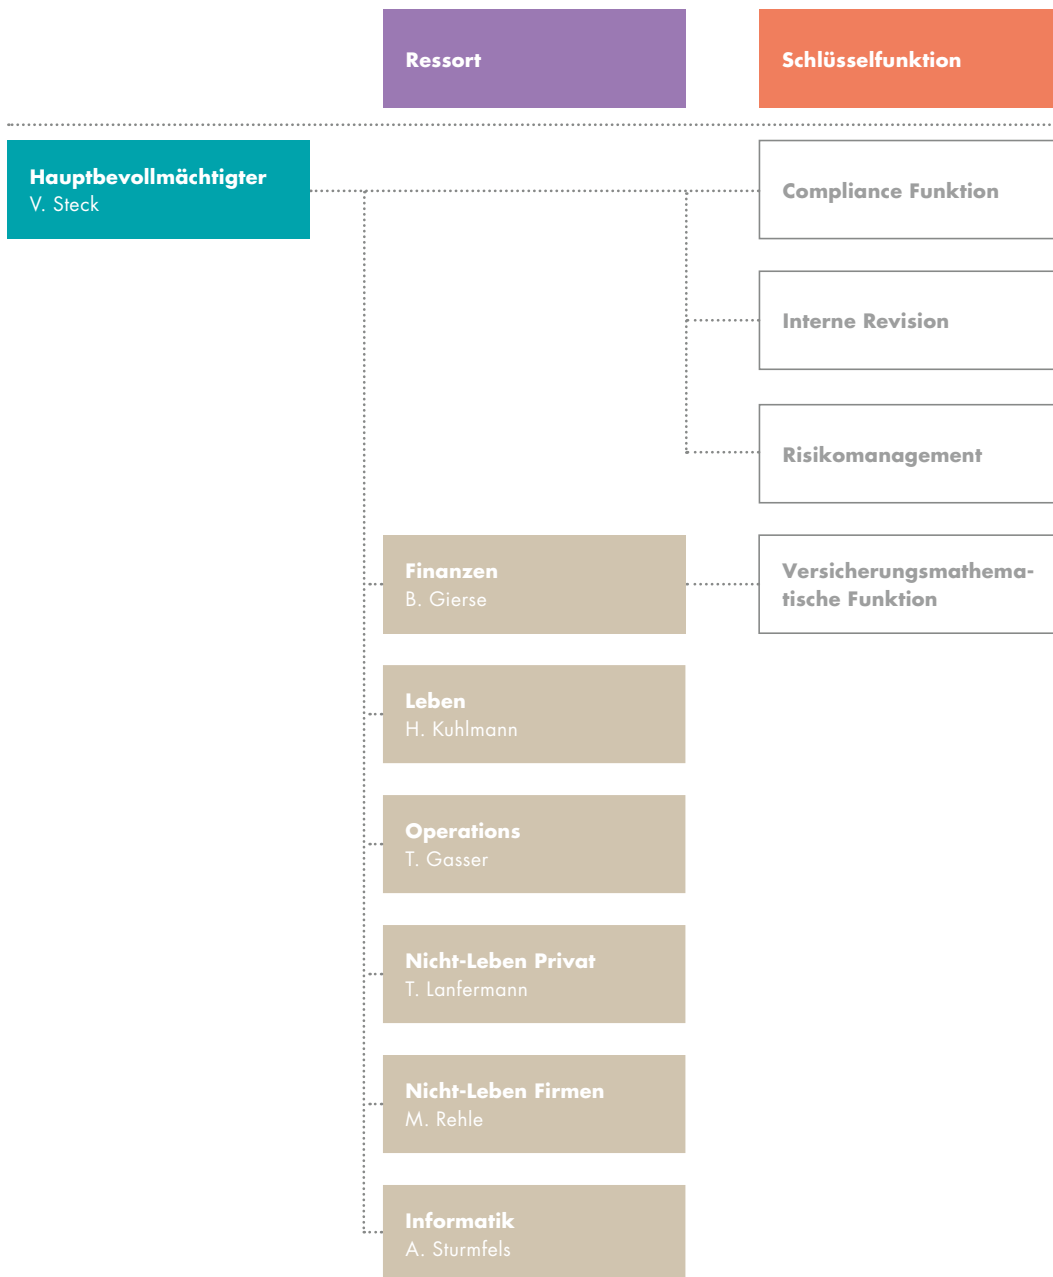 Ressort
Schlüsselfunktion
Hauptbevollmächtigter
V. Steck
Compliance Funktion
Interne Revision
Risikomanagement
Finanzen
B. Gierse
Versicherungsmathema-
tische Funktion
Leben
H. Kuhlmann
Operations
T. Gasser
Nicht-Leben Privat
T. Lanfermann
Nicht-Leben Firmen
M. Rehle
Informatik
A. Sturmfels